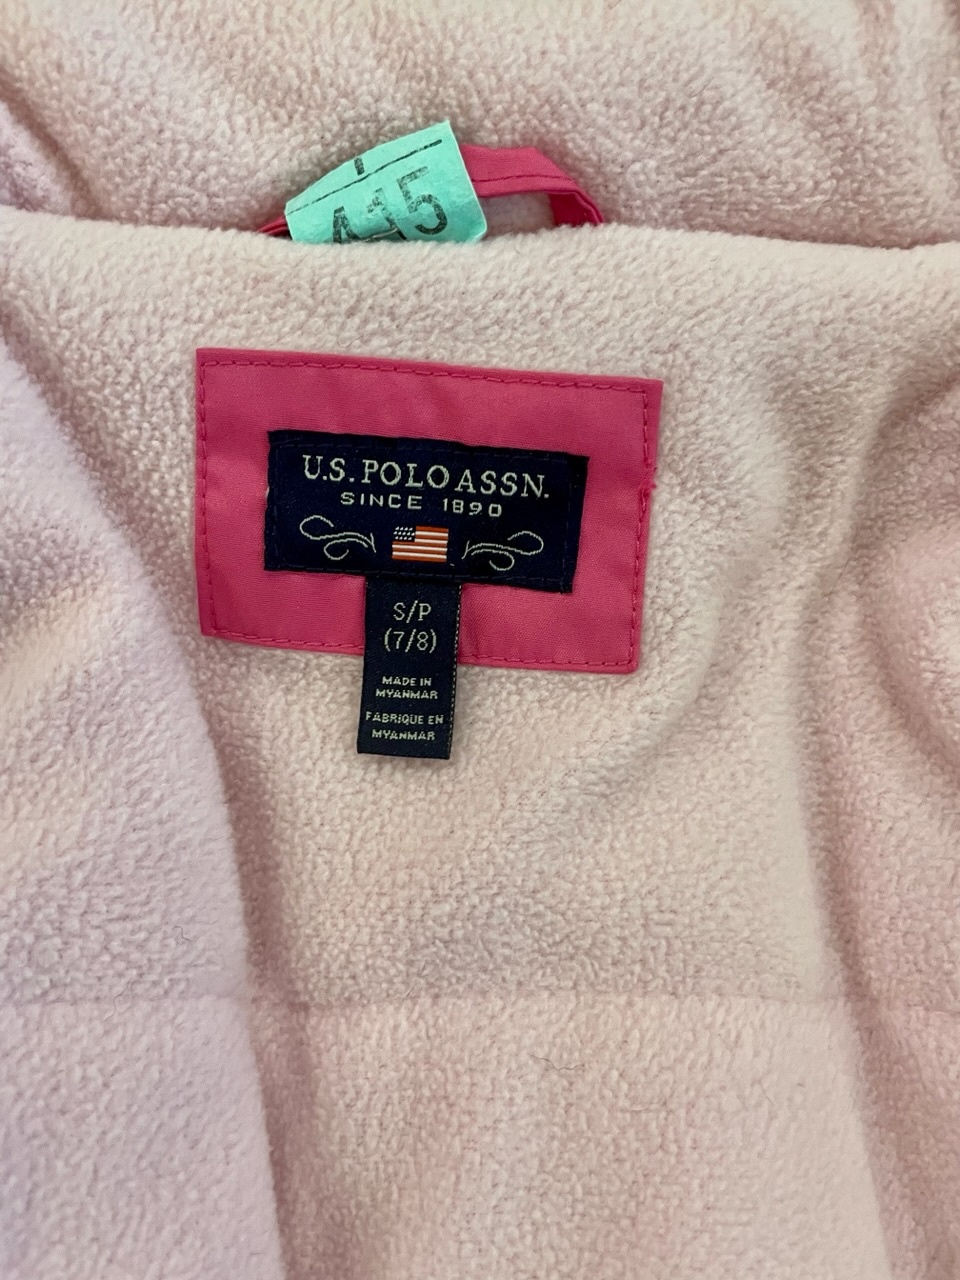 U.S. POLO ASSN.
SINCE 1890
S/P
(7/8)
MADE IN
MYANMAR
FABRIQUE EN
MYANMAR